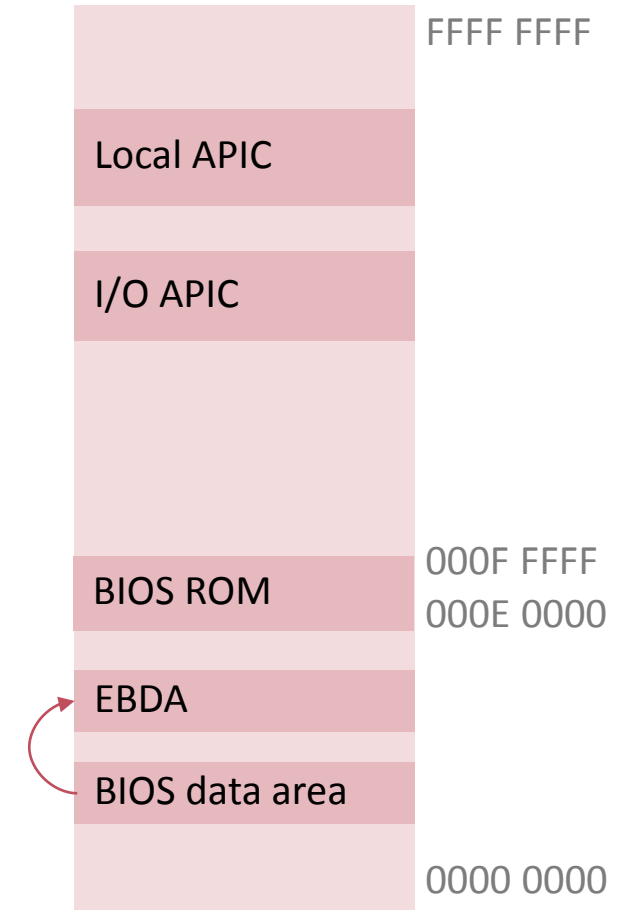 FFFF FFFF
Local APIC
I/O APIC
000F FFFF
BIOS ROM
000E 0000
EBDA
BIOS data area
0000 0000